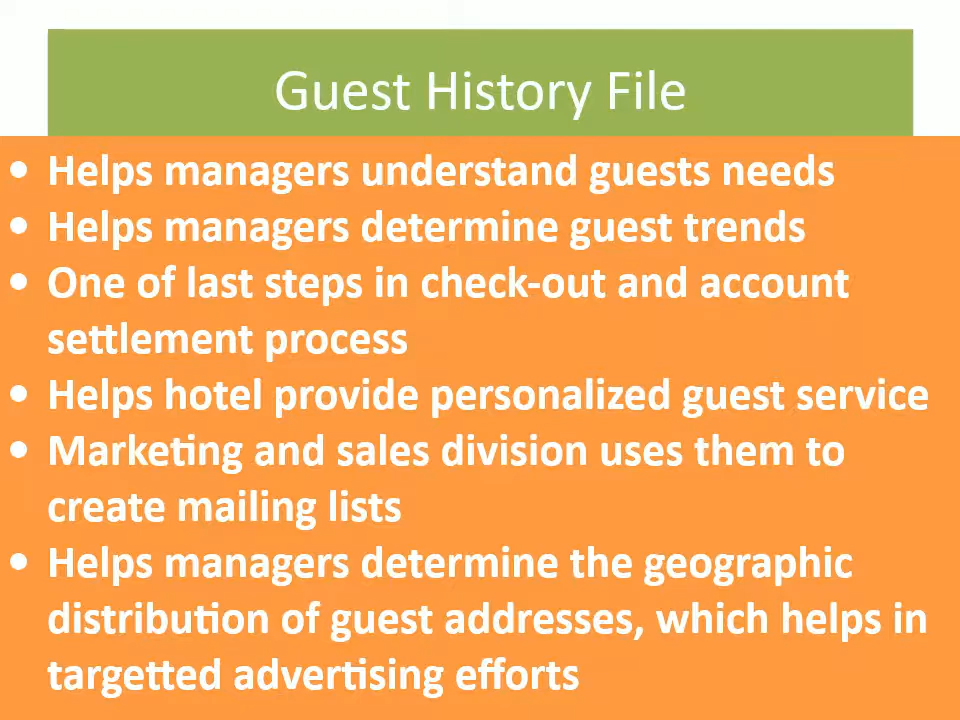 Guest History File
• Helps managers understand guests needs
• Helps managers determine guest trends
• One of last steps in check-out and account
settlement process
• Helps hotel provide personalized guest service
• Marketing and sales division uses them to
create mailing lists
• Helps managers determine the geographic
distribution of guest addresses, which helps in
targetted advertising efforts